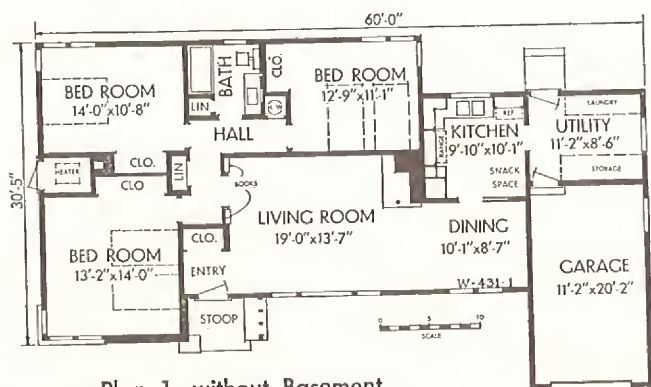 60'-0"
BED ROOM
14'-0"x10'-8"
BATH
LIN
CLO.
BED ROOM
12'-9"x11'-1"
HALL
REF
RANGE
KITCHEN
9'-10"x10'-1"
SNACK
SPACE
LAUNDRY
UTILITY
11'-2"x8'-6"
STORAGE
30'-5"
HEATER
CLO.
CLO.
LIN
BOOKS
LIVING ROOM
19'-0"x13'-7"
DINING
10'-1"x8'-7"
BED ROOM
13'-2"x14'-0"
CLO.
ENTRY
W-431-1
GARAGE
11'-2"x20'-2"
STOOP
0 5 10
SCALE
Plan 1 without Basement